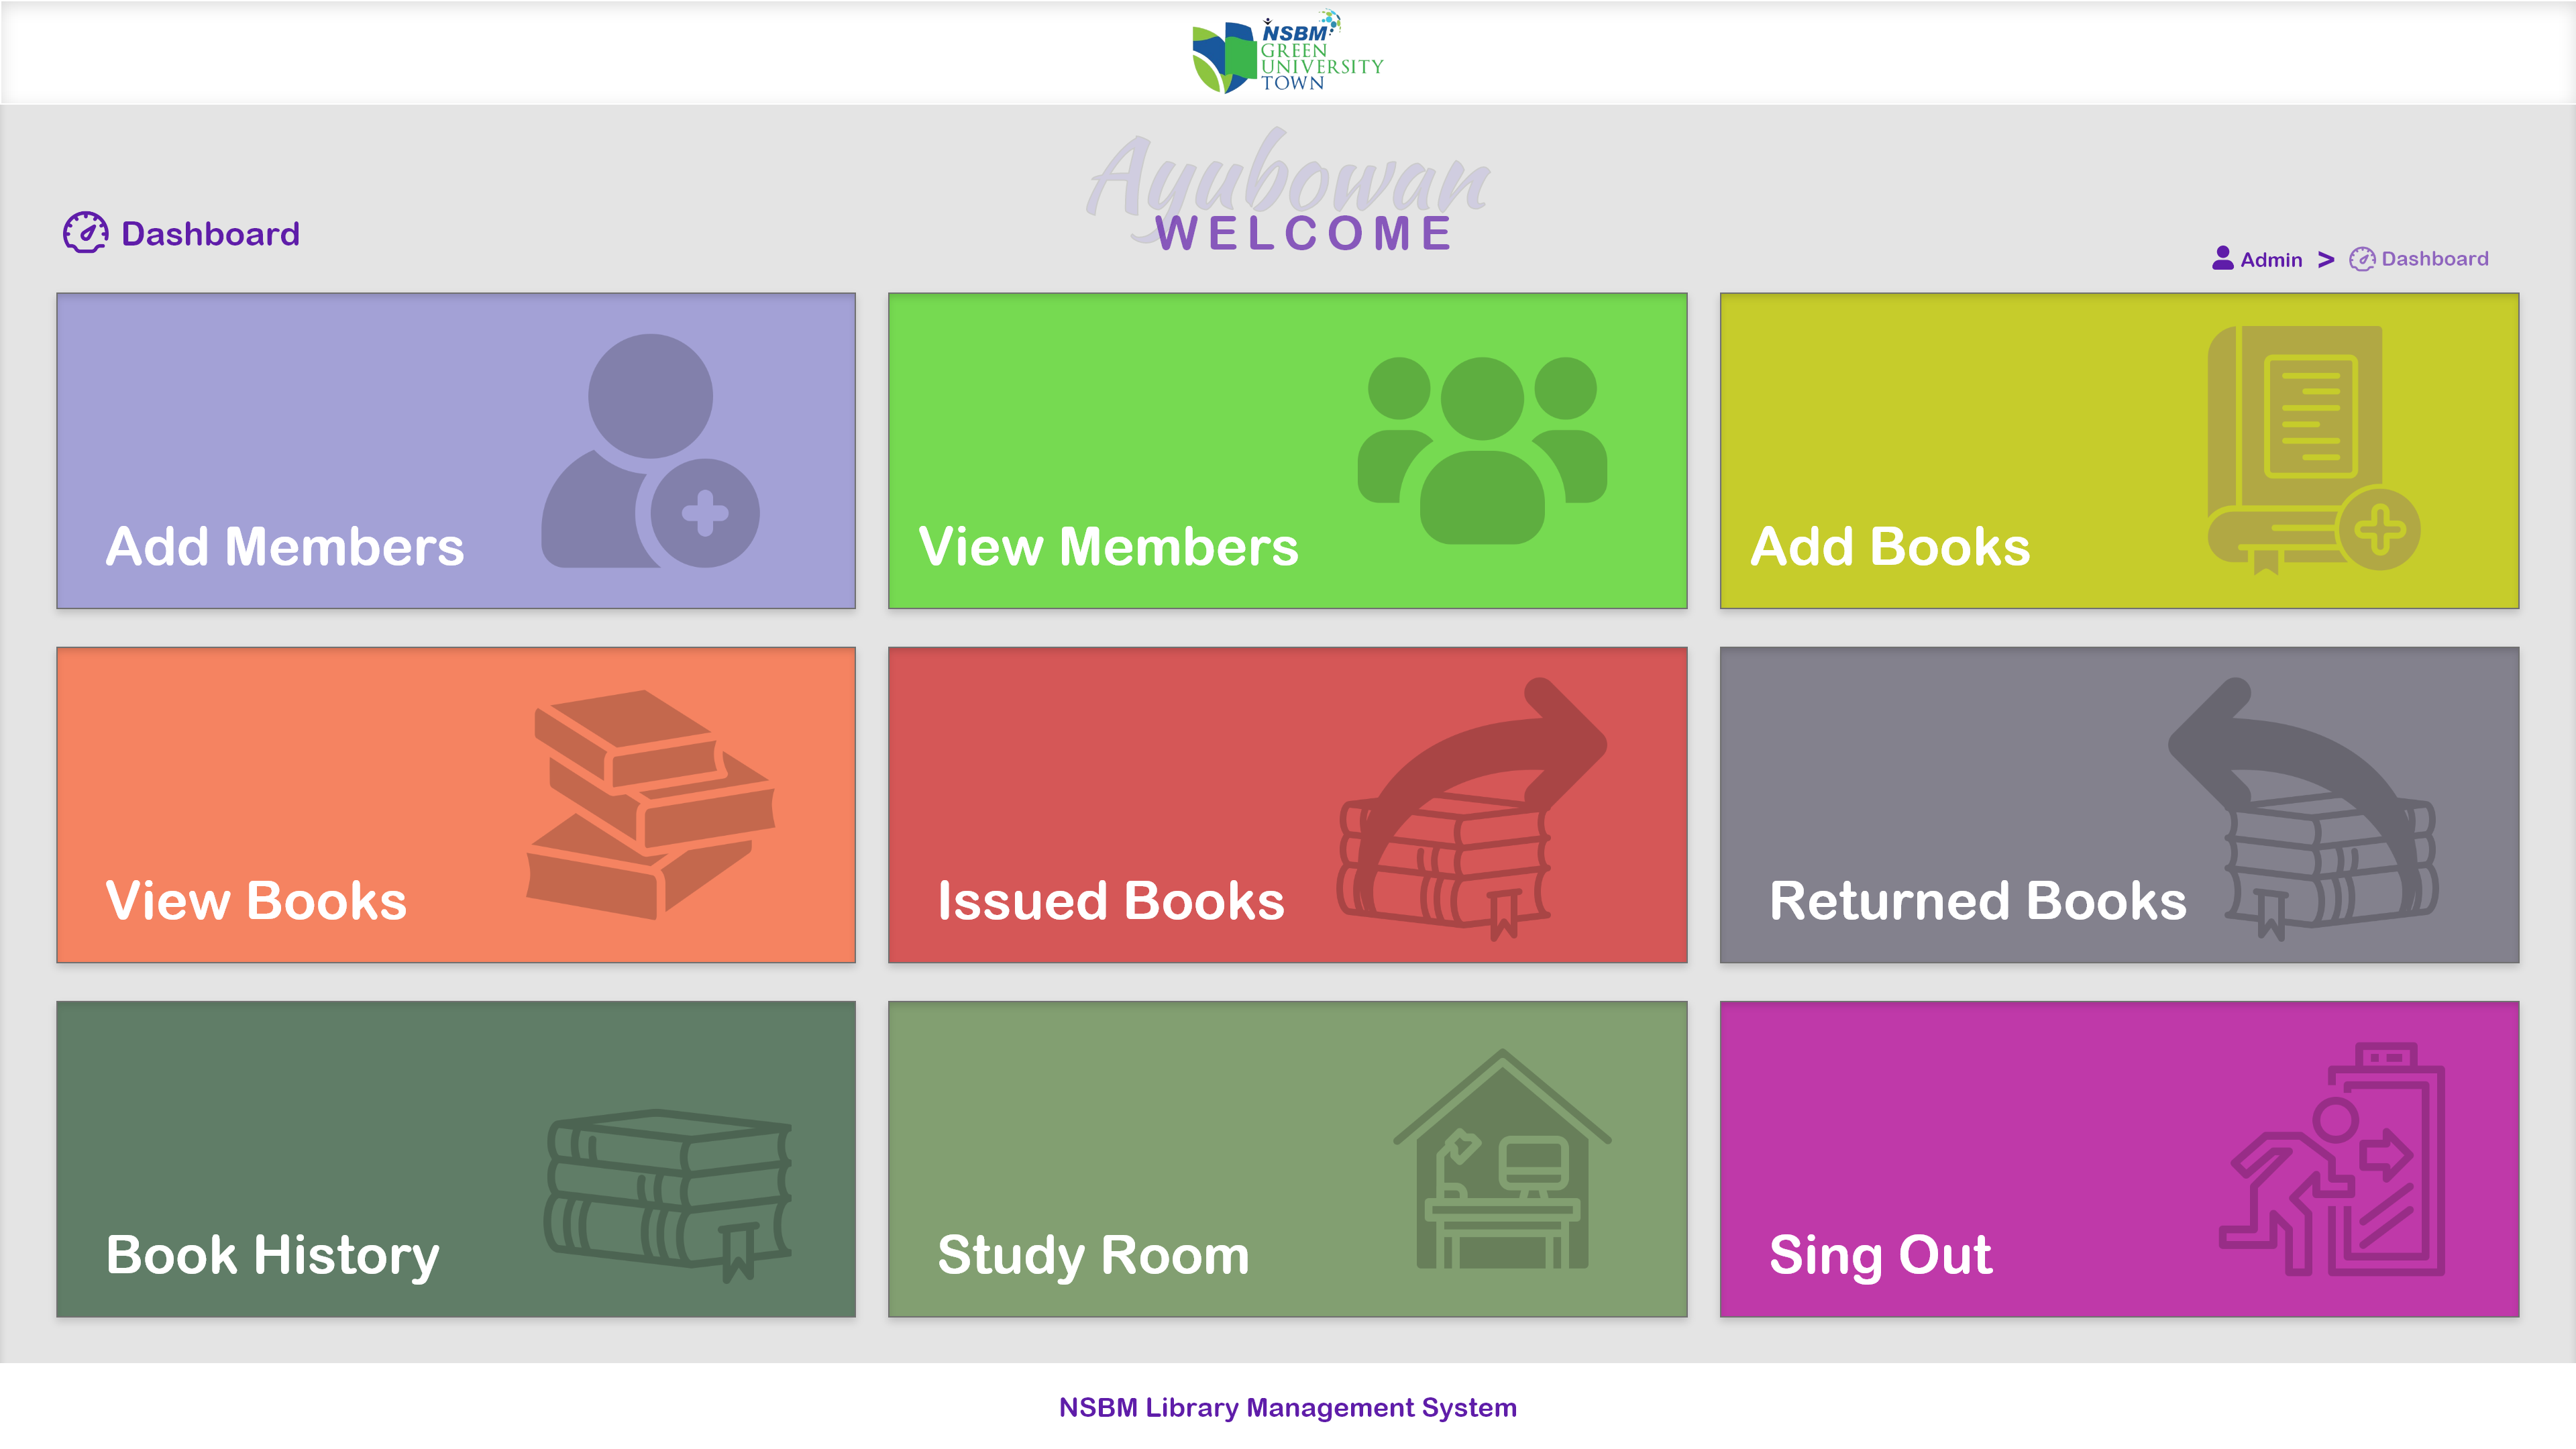 NSBM
GREEN
UNIVERSITY
TOWN
Ayubowan
WELCOME
Dashboard
Admin > Dashboard
Add Members
View Members
Add Books
View Books
Issued Books
Returned Books
Book History
Study Room
Sing Out
NSBM Library Management System